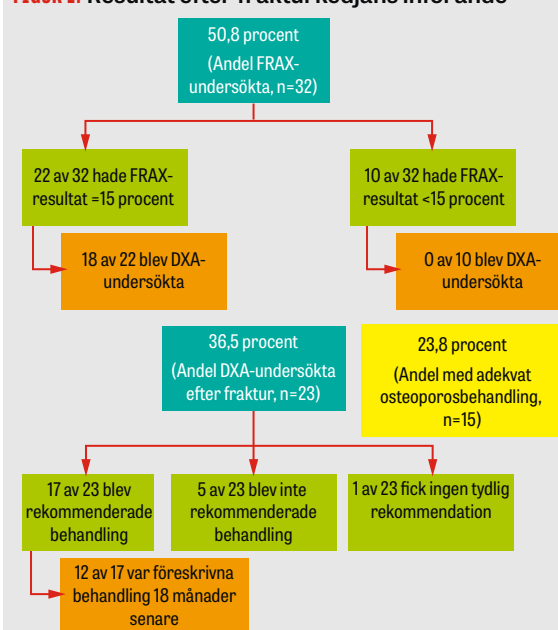 50,8 procent
(Andel FRAX-
undersökta, n=32)
22 av 32 hade FRAX-
resultat =15 procent
10 av 32 hade FRAX-
resultat <15 procent
18 av 22 blev DXA-
undersökta
0 av 10 blev DXA-
undersökta
36,5 procent
(Andel DXA-undersökta
efter fraktur, n=23)
23,8 procent
(Andel med adekvat
osteoporosbehandling,
n=15)
17 av 23 blev
rekommenderade
behandling
5 av 23 blev inte
rekommenderade
behandling
1 av 23 fick ingen tydlig
rekommendation
12 av 17 var föreskrivna
behandling 18 månader
senare